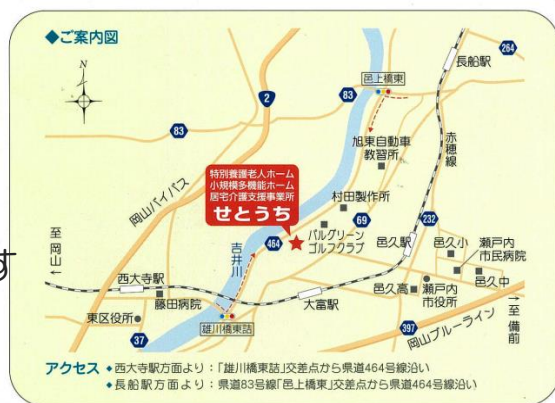 ◆ご案内図
N
264
長船駅
2
83
邑上橋東
83
旭東自動車
教習所
赤穂線
特別養護老人ホーム
小規模多機能ホーム
居宅介護支援事業所
せとうち
岡山バイパス
村田製作所
69
232
バルグリーン
ゴルフクラブ
464
吉井川
邑久駅
邑久小
瀬戸内
市民病院
至岡山←
す
西大寺駅
藤田病院
大富駅
邑久高
瀬戸内
市役所
邑久中
→至備前
東区役所
37
雄川橋東詰
397
岡山ブルーライン
アクセス ◆西大寺駅方面より:「雄川橋東詰」交差点から県道464号線沿い
◆長船駅方面より:県道83号線「邑上橋東」交差点から県道464号線沿い